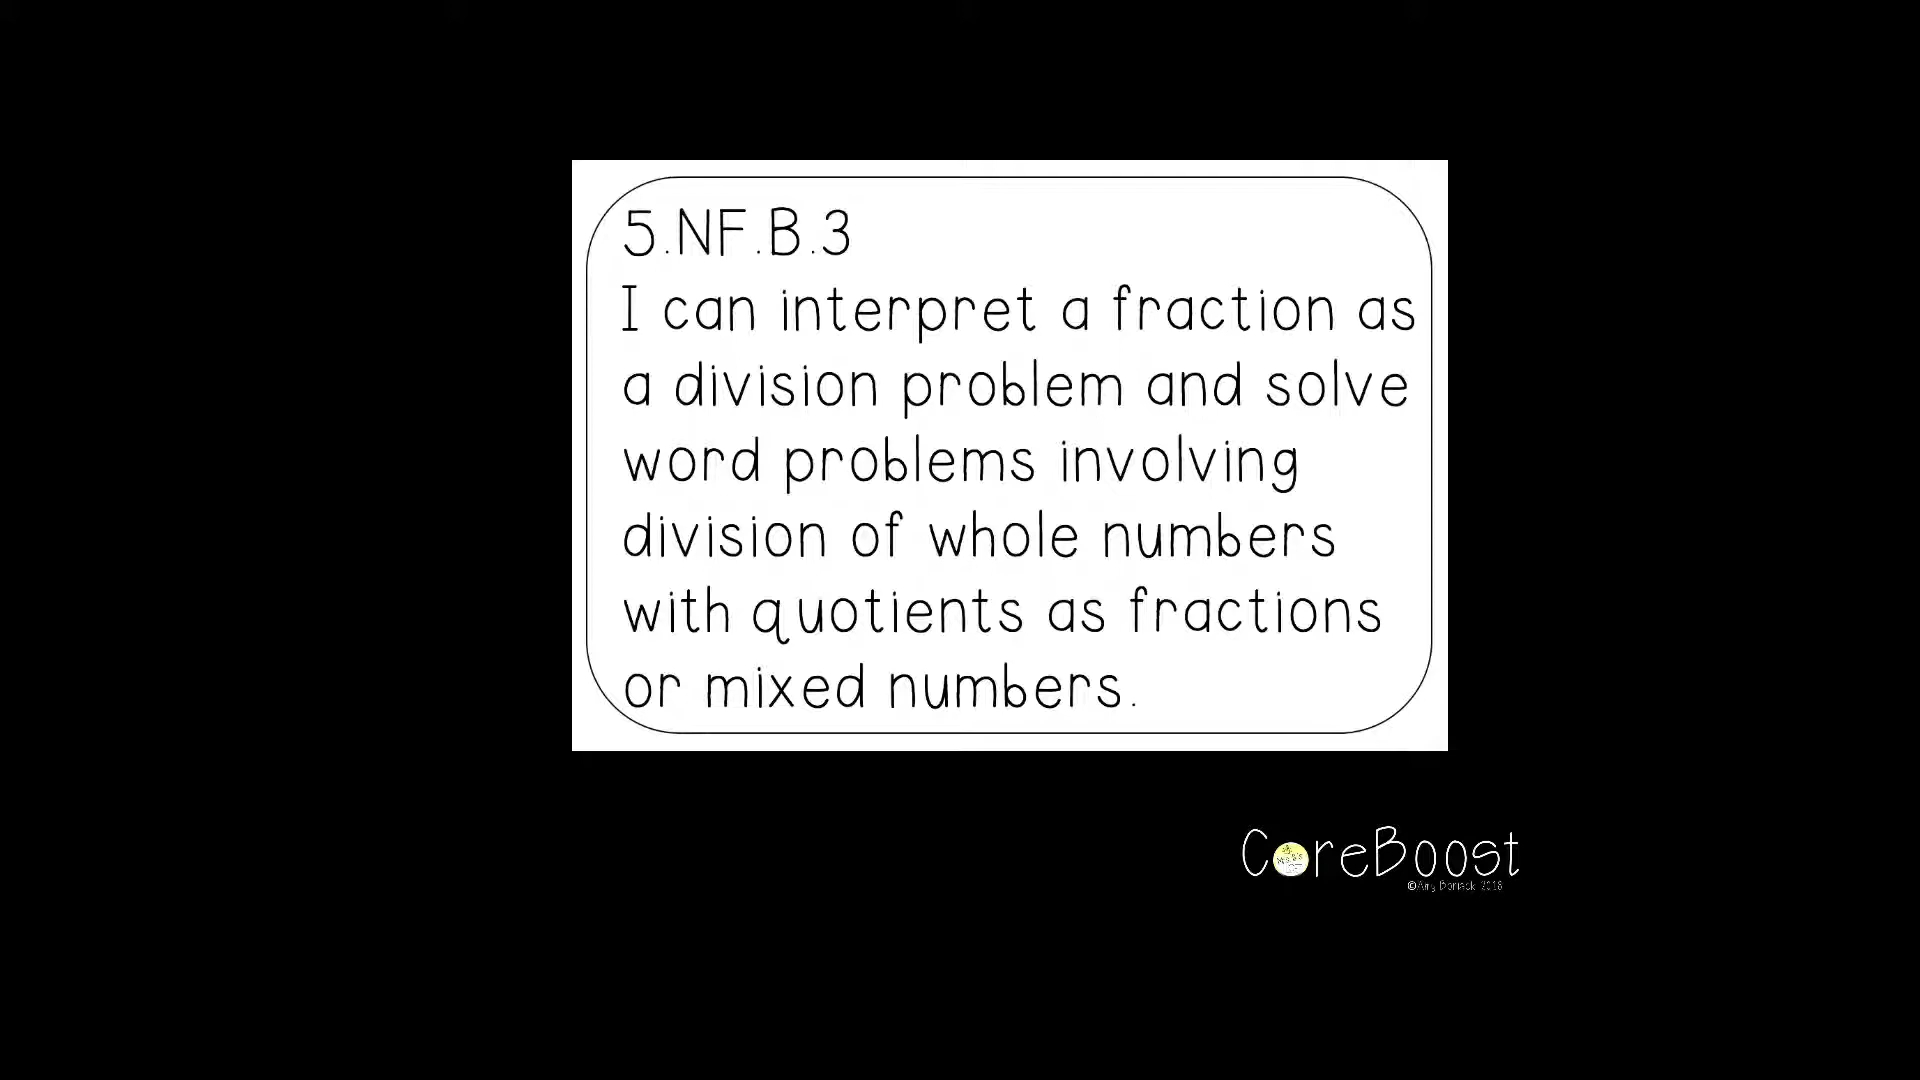 5.NF.B.3
I can interpret a fraction as
a division problem and solve
word problems involving
division of whole numbers
with quotients as fractions
or mixed numbers.
CoreBoost
2016